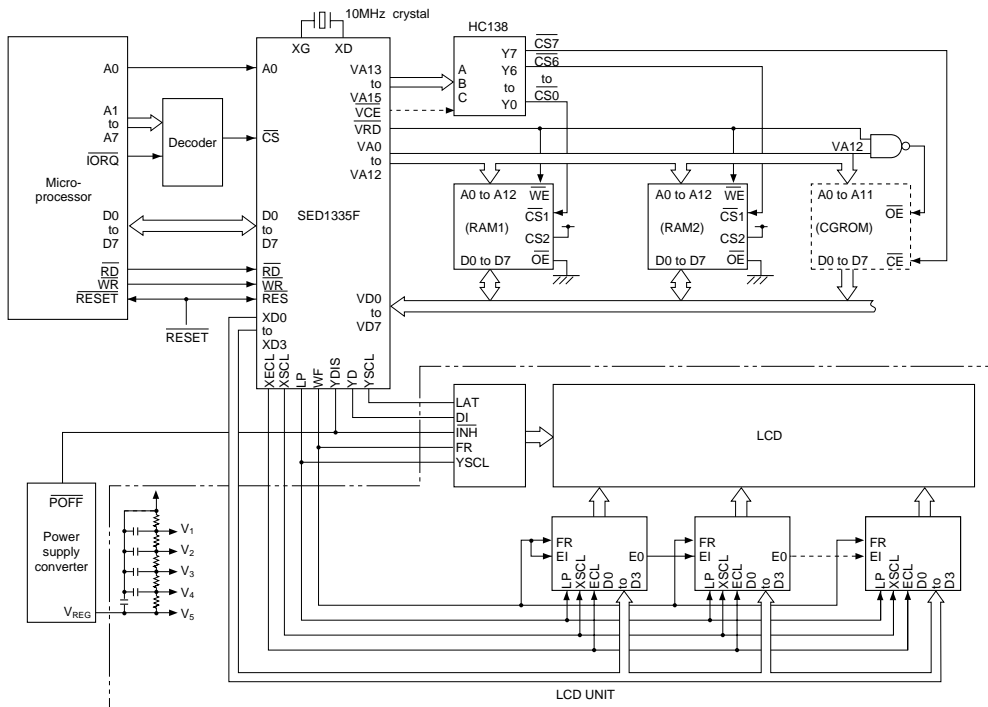 10MHz crystal
HC138
XG XD
A0
A0
A1
to
A7
Decoder
CS
IORQ
Micro-
processor
D0
to
D7
D0
to
D7
SED1335F
RD
WR
RESET
RD
WR
RES
RESET
XD0
to
XD3
VA13
to
VA15
VCE
VRD
VA0
to
VA12
A
B
C
Y7
Y6
to
Y0
CS7
CS6
to
CS0
VA12
A0 to A12 WE
CS1
(RAM1)
CS2
D0 to D7 OE
A0 to A12 WE
CS1
(RAM2)
CS2
D0 to D7 OE
A0 to A11
OE
(CGROM)
D0 to D7 CE
VD0
to
VD7
XECL XSCL LP WF YDIS YD YSCL
LAT
DI
INH
FR
YSCL
LCD
POFF
Power
supply
converter
VREG
V1
V2
V3
V4
V5
FR
EI E0
LP XSCL ECL D0 to D3
FR
EI E0
LP XSCL ECL D0 to D3
FR
EI
LP XSCL ECL D0 to D3
LCD UNIT